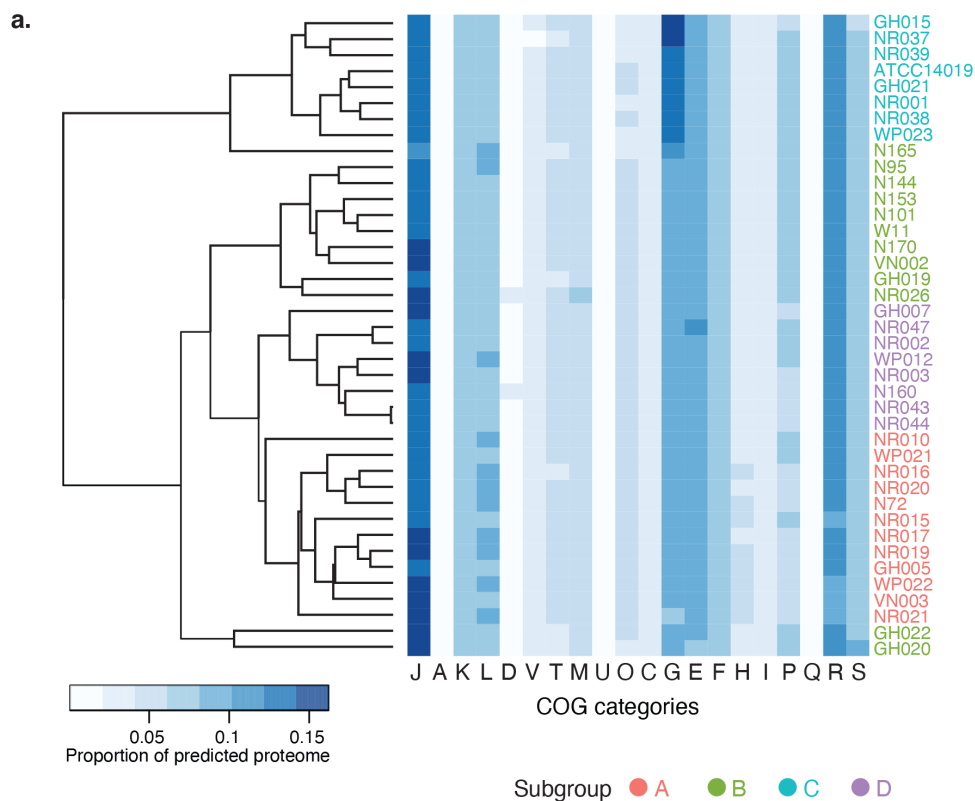 a.
GH015
NR037
NR039
ATCC14019
GH021
NR001
NR038
WP023
N165
N95
N144
N153
N101
W11
N170
VN002
GH019
NR026
GH007
NR047
NR002
WP012
NR003
N160
NR043
NR044
NR010
WP021
NR016
NR020
N72
NR015
NR017
NR019
GH005
WP022
VN003
NR021
GH022
GH020
J A K L D V T M U O C G E F H I P Q R S
COG categories
0.05 0.1 0.15
Proportion of predicted proteome
Subgroup A B C D